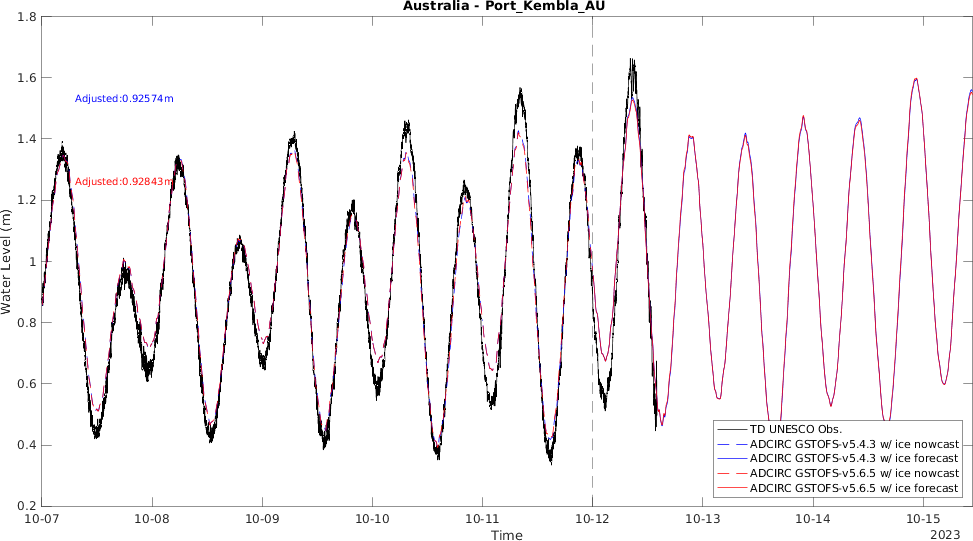 Australia - Port_Kembla_AU
1.8
1.6
1.4
1.2
1
0.8
0.6
0.4
0.2
Water Level (m)
Adjusted:0.92574m
Adjusted:0.92843m
TD UNESCO Obs.
ADCIRC GSTOFS-v5.4.3 w/ ice nowcast
ADCIRC GSTOFS-v5.4.3 w/ ice forecast
ADCIRC GSTOFS-v5.6.5 w/ ice nowcast
ADCIRC GSTOFS-v5.6.5 w/ ice forecast
10-07 10-08 10-09 10-10 10-11 10-12 10-13 10-14 10-15
Time
2023